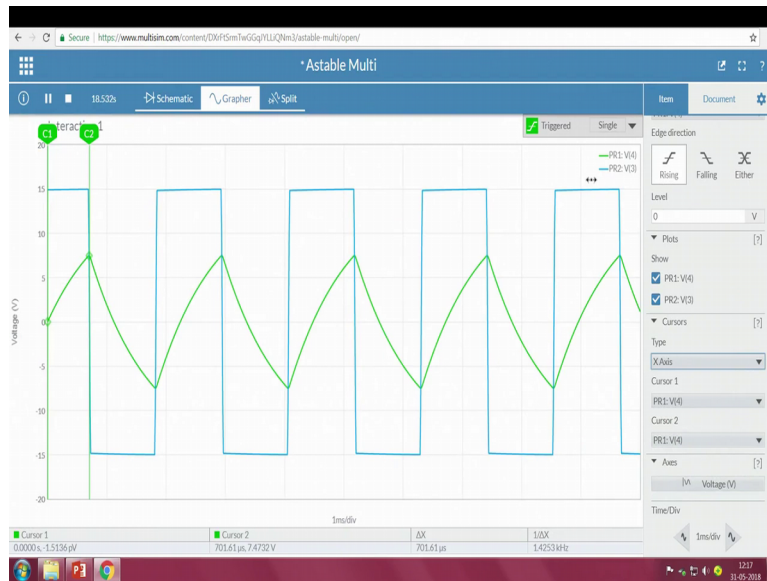 Secure | https://www.multisim.com/content/DXrFtSrmTwGGqJYLLiQNm3/astable-multi/open/
* Astable Multi
18.532s Schematic Grapher Split Item Document
C1 C2 Interaction 1
Triggered Single
Edge direction
Rising Falling Either
Level
0 V
Plots [?]
Show
PR1: V(4)
PR2: V(3)
Cursors [?]
Type
X Axis
Cursor 1
PR1: V(4)
Cursor 2
PR1: V(4)
Axes [?]
Voltage (V)
Time/Div
1ms/div
PR1: V(4)
PR2: V(3)
20
15
10
5
0
-5
-10
-15
-20
Voltage (V)
1ms/div
Cursor 1 Cursor 2 ΔX 1/ΔX
0.0000 s, -1.5136 pV 701.61 µs, 7.4732 V 701.61 µs 1.4253 kHz
12:17
31-05-2018